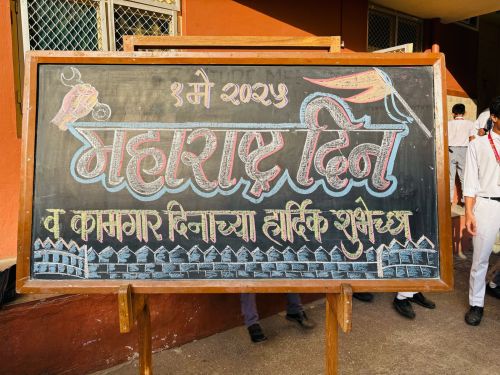 १ मे २०२५
महाराष्ट्र दिन
व कामगार दिनाच्या हार्दिक शुभेच्छा